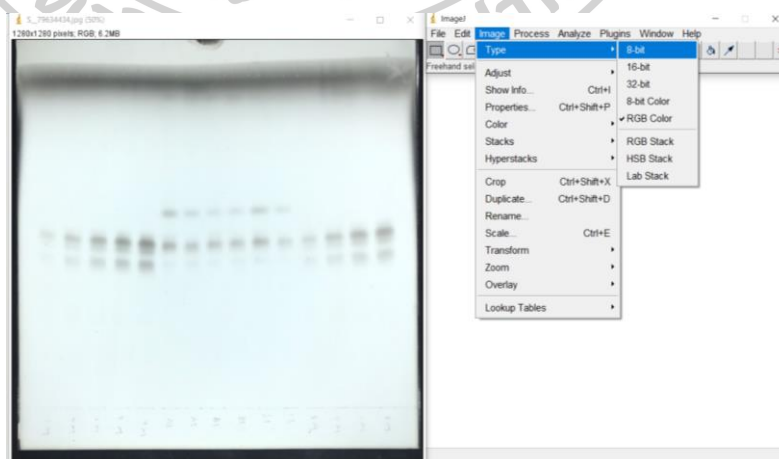 S__79634434.jpg (50%)
1280x1280 pixels; RGB; 6.2MB
ImageJ
File Edit Image Process Analyze Plugins Window Help
Freehand sel
Type
Adjust
Show Info... Ctrl+I
Properties... Ctrl+Shift+P
Color
Stacks
Hyperstacks
Crop Ctrl+Shift+X
Duplicate... Ctrl+Shift+D
Rename...
Scale... Ctrl+E
Transform
Zoom
Overlay
Lookup Tables
8-bit
16-bit
32-bit
8-bit Color
RGB Color
RGB Stack
HSB Stack
Lab Stack